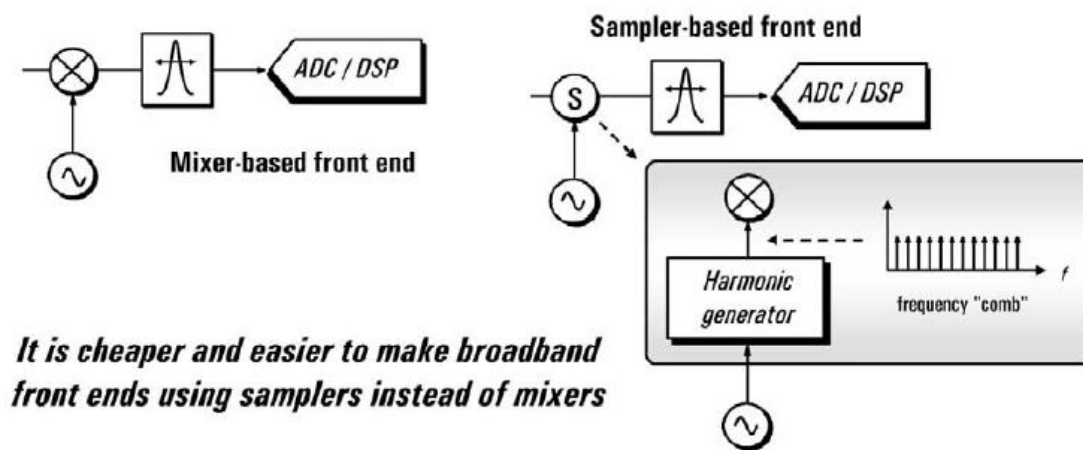 Sampler-based front end
ADC / DSP
ADC / DSP
S
Mixer-based front end
Harmonic
generator
f
frequency "comb"
It is cheaper and easier to make broadband
front ends using samplers instead of mixers